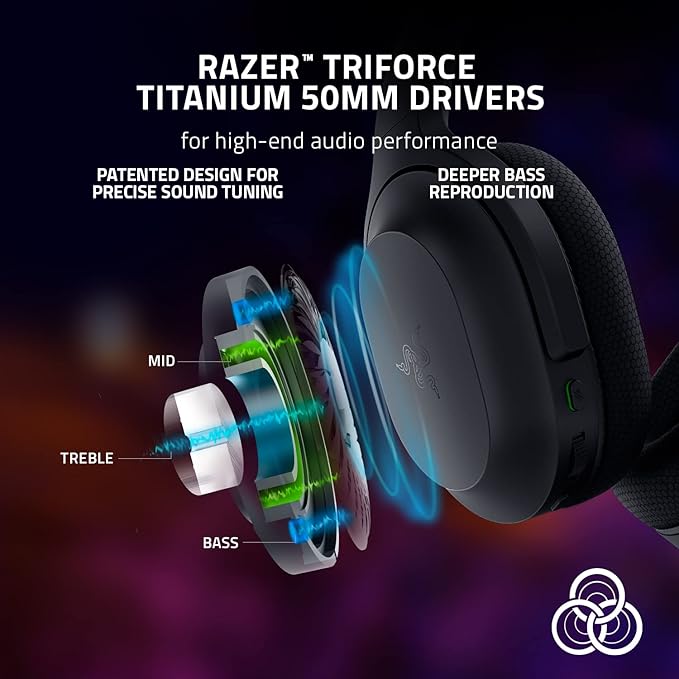 RAZER™ TRIFORCE
TITANIUM 50MM DRIVERS
for high-end audio performance
PATENTED DESIGN FOR
PRECISE SOUND TUNING
DEEPER BASS
REPRODUCTION
MID
TREBLE
BASS